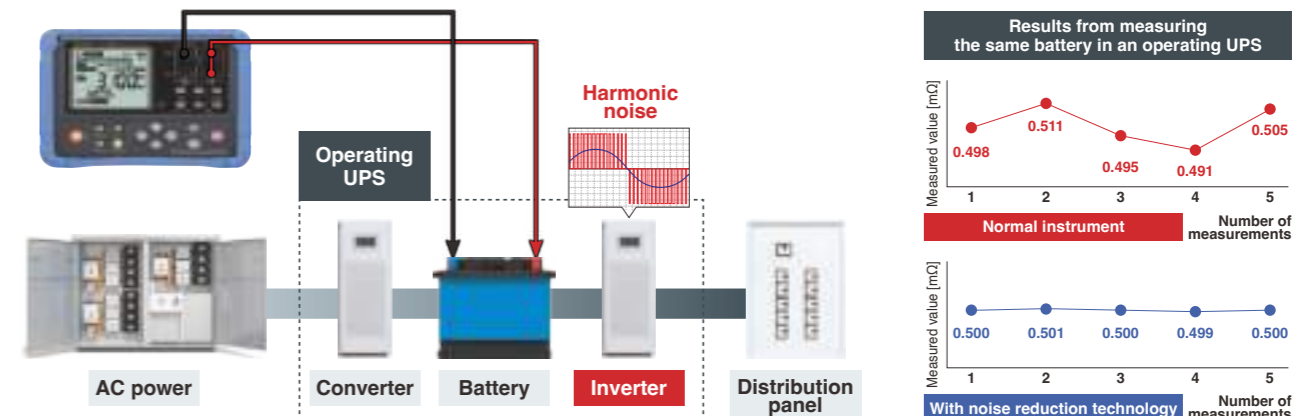 Harmonic
noise
Operating
UPS
AC power
Converter
Battery
Inverter
Distribution
panel
Results from measuring
the same battery in an operating UPS
Measured value [mΩ]
0.498
0.511
0.495
0.491
0.505
1
2
3
4
5
Normal instrument
Number of
measurements
Measured value [mΩ]
0.500
0.501
0.500
0.499
0.500
1
2
3
4
5
With noise reduction technology
Number of
measurements